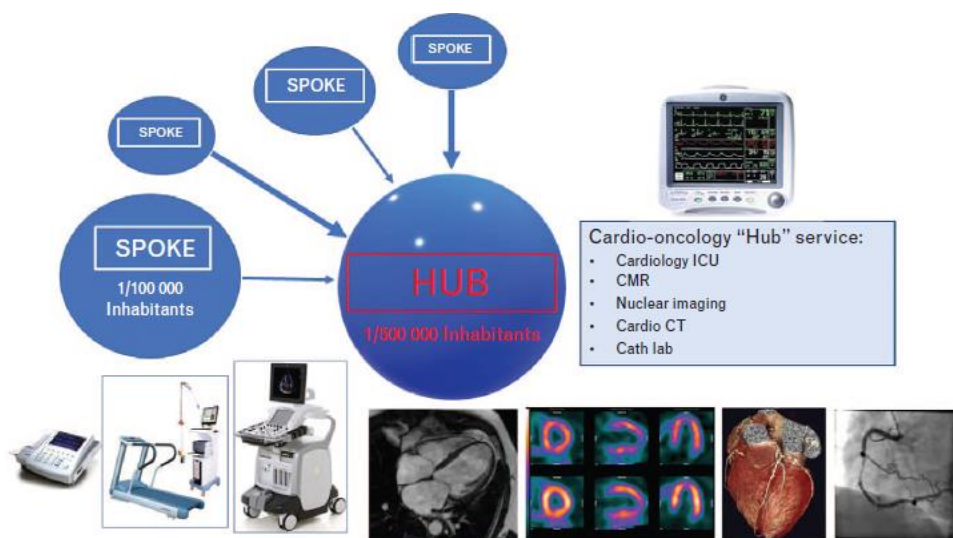 SPOKE
SPOKE
SPOKE
SPOKE
1/100 000
Inhabitants
HUB
1/500 000 Inhabitants
Cardio-oncology “Hub” service:
• Cardiology ICU
• CMR
• Nuclear imaging
• Cardio CT
• Cath lab